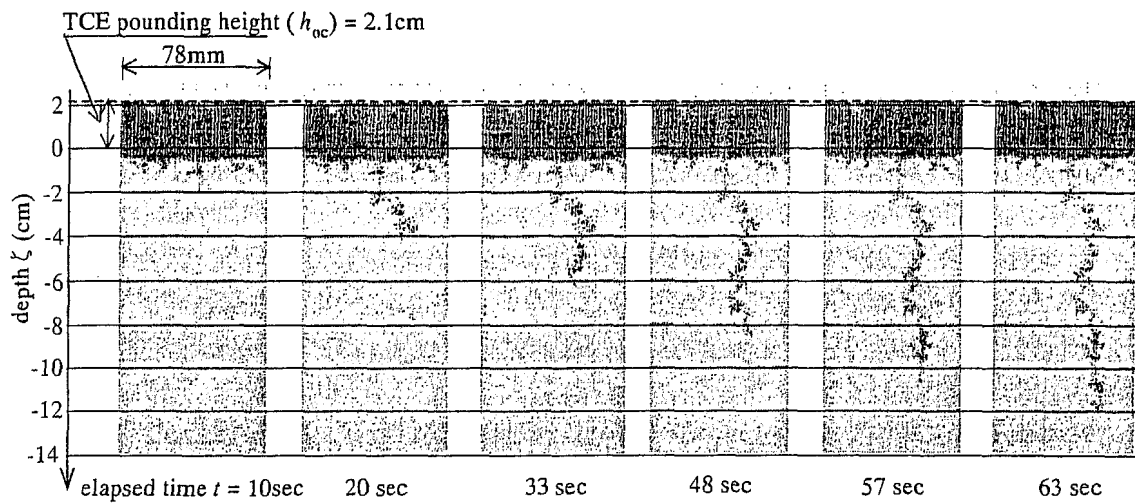 TCE pounding height (h_oc) = 2.1cm
78mm
2
0
-2
-4
-6
-8
-10
-12
-14
depth ζ (cm)
elapsed time t = 10sec 20 sec 33 sec 48 sec 57 sec 63 sec